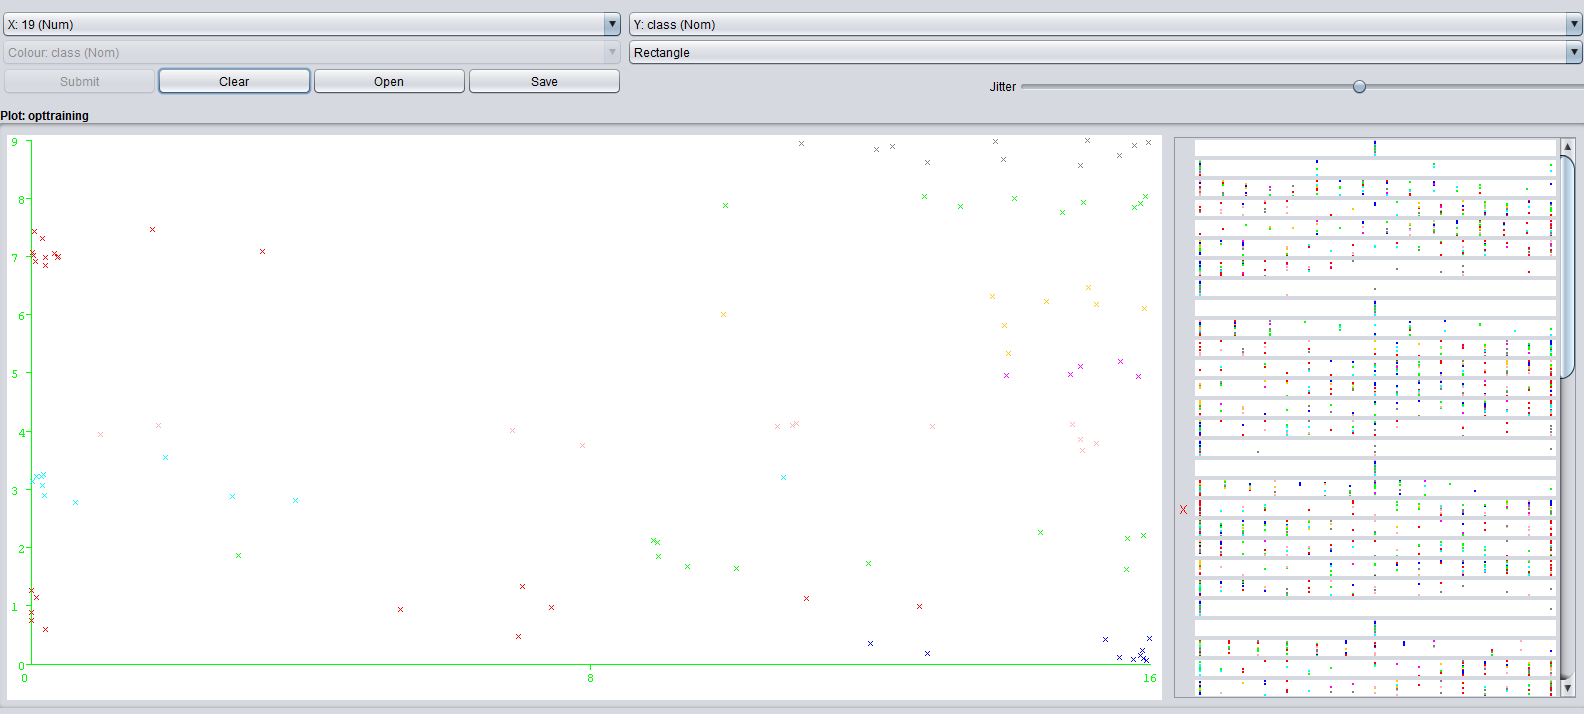 X: 19 (Num)
Y: class (Nom)
Colour: class (Nom)
Rectangle
Submit
Clear
Open
Save
Jitter
Plot: opttraining
9
8
7
6
5
4
3
2
1
0
0
8
16
X